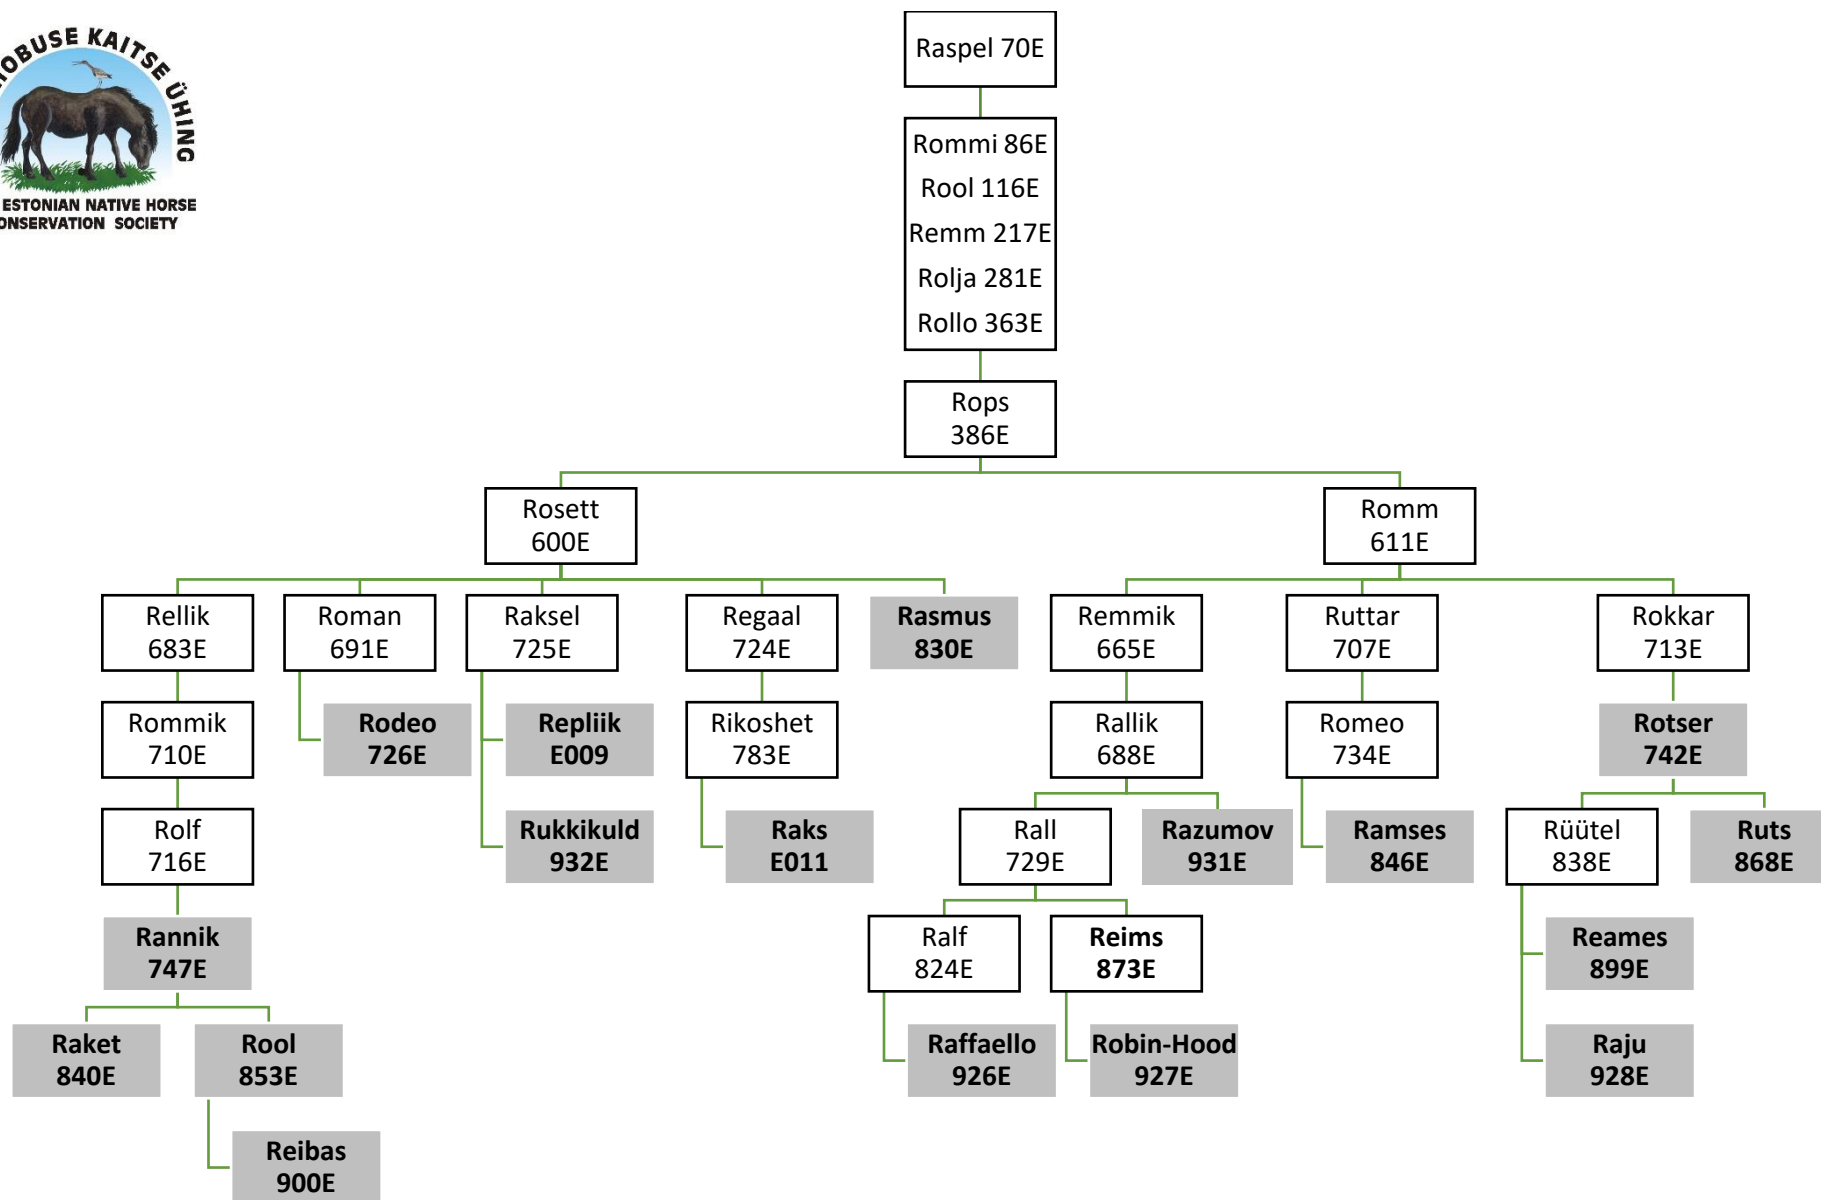 HOBUSE KAITSE ÜHING
ESTONIAN NATIVE HORSE
CONSERVATION SOCIETY
Raspel 70E
Rommi 86E
Rool 116E
Remm 217E
Rolja 281E
Rollo 363E
Rops
386E
Rosett
600E
Romm
611E
Rellik
683E
Roman
691E
Raksel
725E
Regaal
724E
Rasmus
830E
Remmik
665E
Ruttar
707E
Rokkar
713E
Rommik
710E
Rodeo
726E
Repliik
E009
Rikoshet
783E
Rallik
688E
Romeo
734E
Rotser
742E
Rolf
716E
Rukkikuld
932E
Raks
E011
Rall
729E
Razumov
931E
Ramses
846E
Rüütel
838E
Ruts
868E
Rannik
747E
Ralf
824E
Reims
873E
Reames
899E
Raket
840E
Rool
853E
Raffaello
926E
Robin-Hood
927E
Raju
928E
Reibas
900E